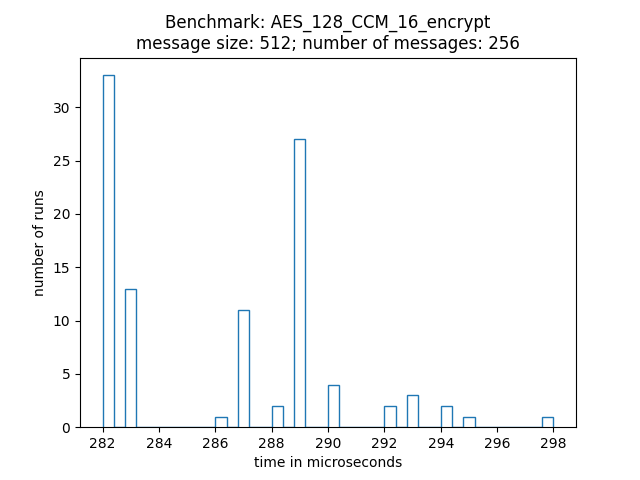 Benchmark: AES_128_CCM_16_encrypt
message size: 512; number of messages: 256
number of runs
30
25
20
15
10
5
0
282 284 286 288 290 292 294 296 298
time in microseconds